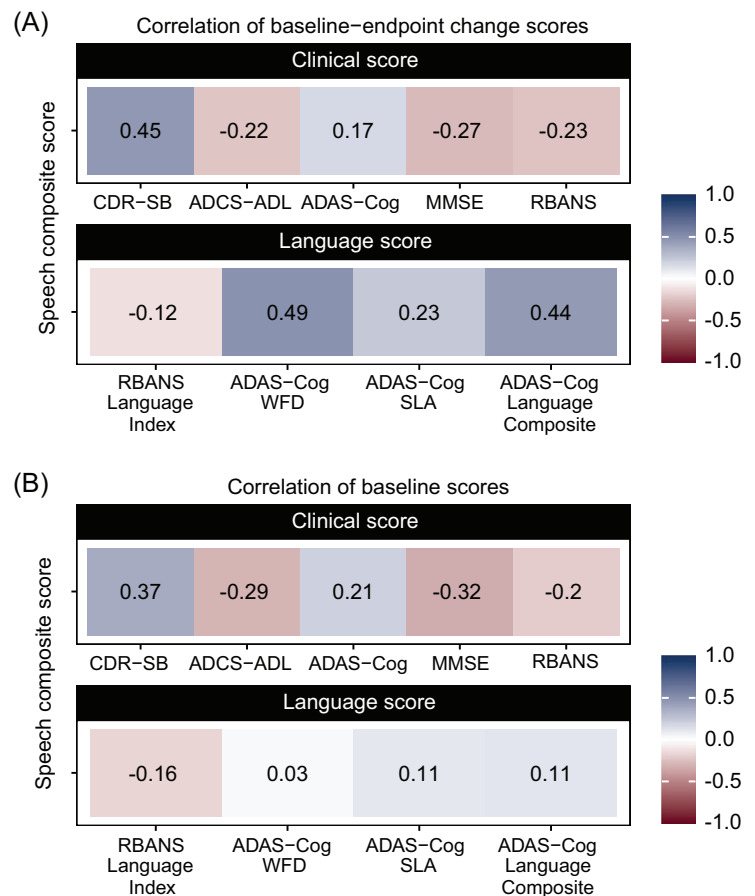 (A)
Correlation of baseline−endpoint change scores
Clinical score
0.45 -0.22 0.17 -0.27 -0.23
CDR−SB ADCS−ADL ADAS−Cog MMSE RBANS
Language score
-0.12 0.49 0.23 0.44
RBANS ADAS−Cog ADAS−Cog ADAS−Cog
Language WFD SLA Language
Index Composite
Speech composite score
1.0
0.5
0.0
-0.5
-1.0
(B)
Correlation of baseline scores
Clinical score
0.37 -0.29 0.21 -0.32 -0.2
CDR−SB ADCS−ADL ADAS−Cog MMSE RBANS
Language score
-0.16 0.03 0.11 0.11
RBANS ADAS−Cog ADAS−Cog ADAS−Cog
Language WFD SLA Language
Index Composite
Speech composite score
1.0
0.5
0.0
-0.5
-1.0